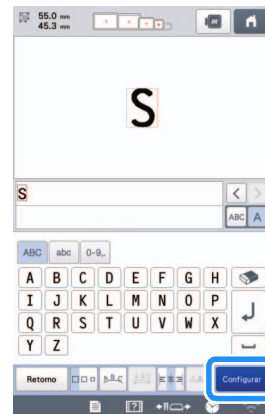 55.0 mm
45.3 mm
S
S
ABC A
ABC abc 0-9,.
A B C D E F G H
I J K L M N O P
Q R S T U V W X
Y Z
Retorno Configurar